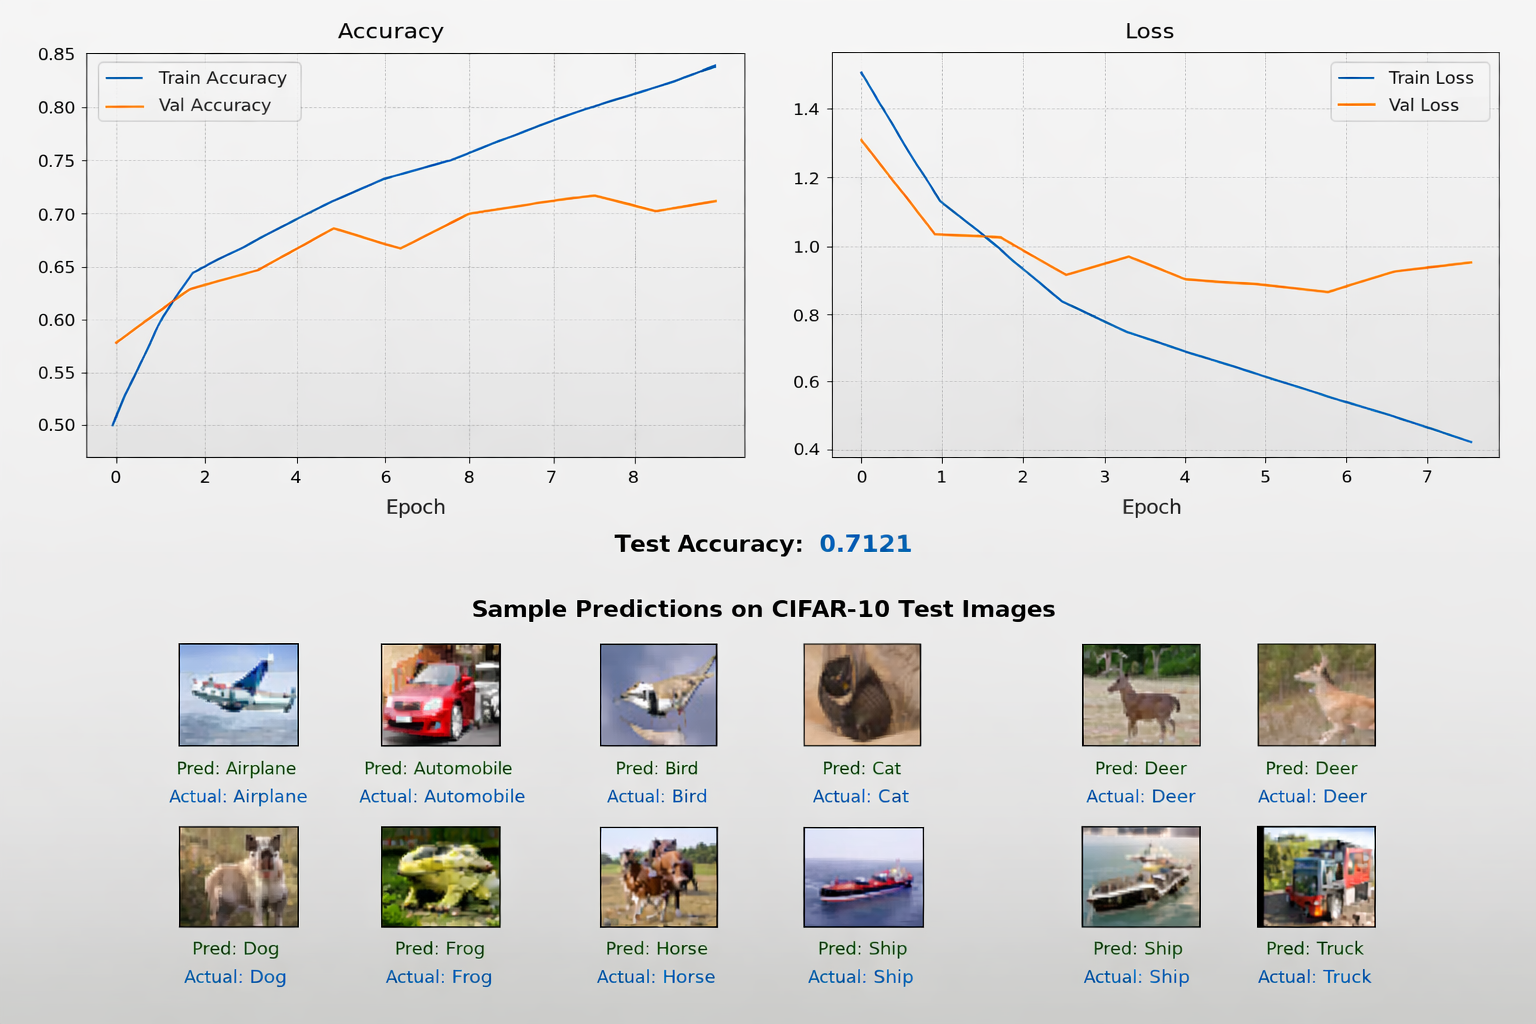 Accuracy
0.85
0.80
0.75
0.70
0.65
0.60
0.55
0.50
Train Accuracy
Val Accuracy
0 2 4 6 8 7 8
Epoch
Loss
1.4
1.2
1.0
0.8
0.6
0.4
Train Loss
Val Loss
0 1 2 3 4 5 6 7
Epoch
Test Accuracy: 0.7121
Sample Predictions on CIFAR-10 Test Images
Pred: Airplane Pred: Automobile Pred: Bird Pred: Cat Pred: Deer Pred: Deer
Actual: Airplane Actual: Automobile Actual: Bird Actual: Cat Actual: Deer Actual: Deer
Pred: Dog Pred: Frog Pred: Horse Pred: Ship Pred: Ship Pred: Truck
Actual: Dog Actual: Frog Actual: Horse Actual: Ship Actual: Ship Actual: Truck